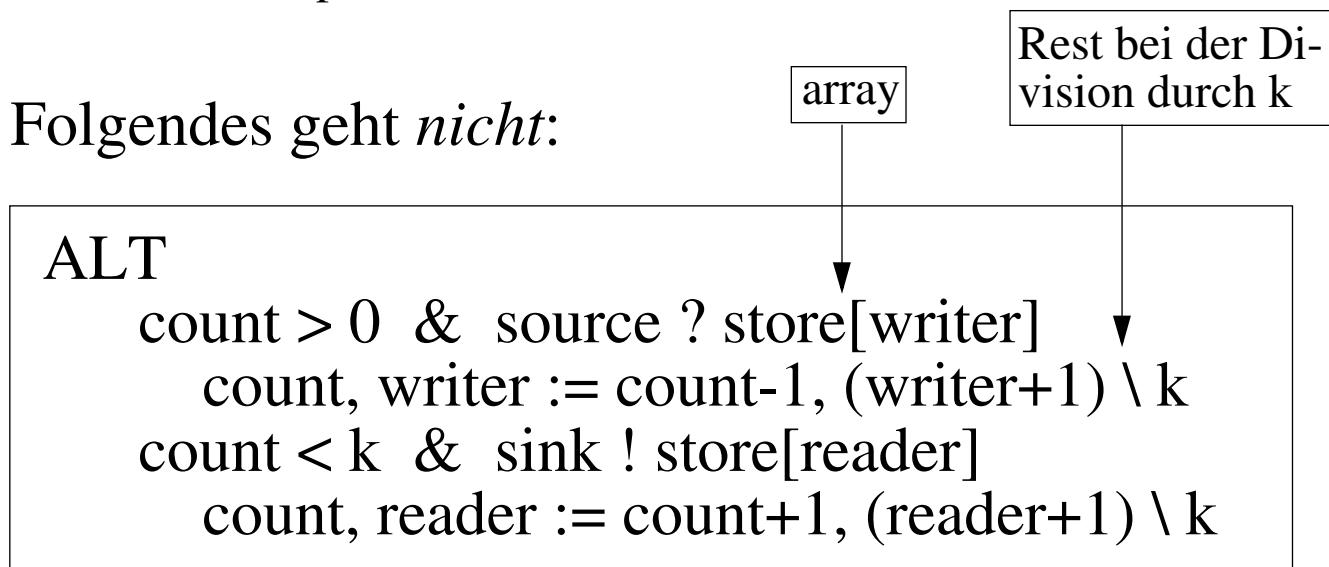 Rest bei der Di-
vision durch k
array
Folgendes geht nicht:
ALT
count > 0 & source ? store[writer]
count, writer := count-1, (writer+1) \ k
count < k & sink ! store[reader]
count, reader := count+1, (reader+1) \ k